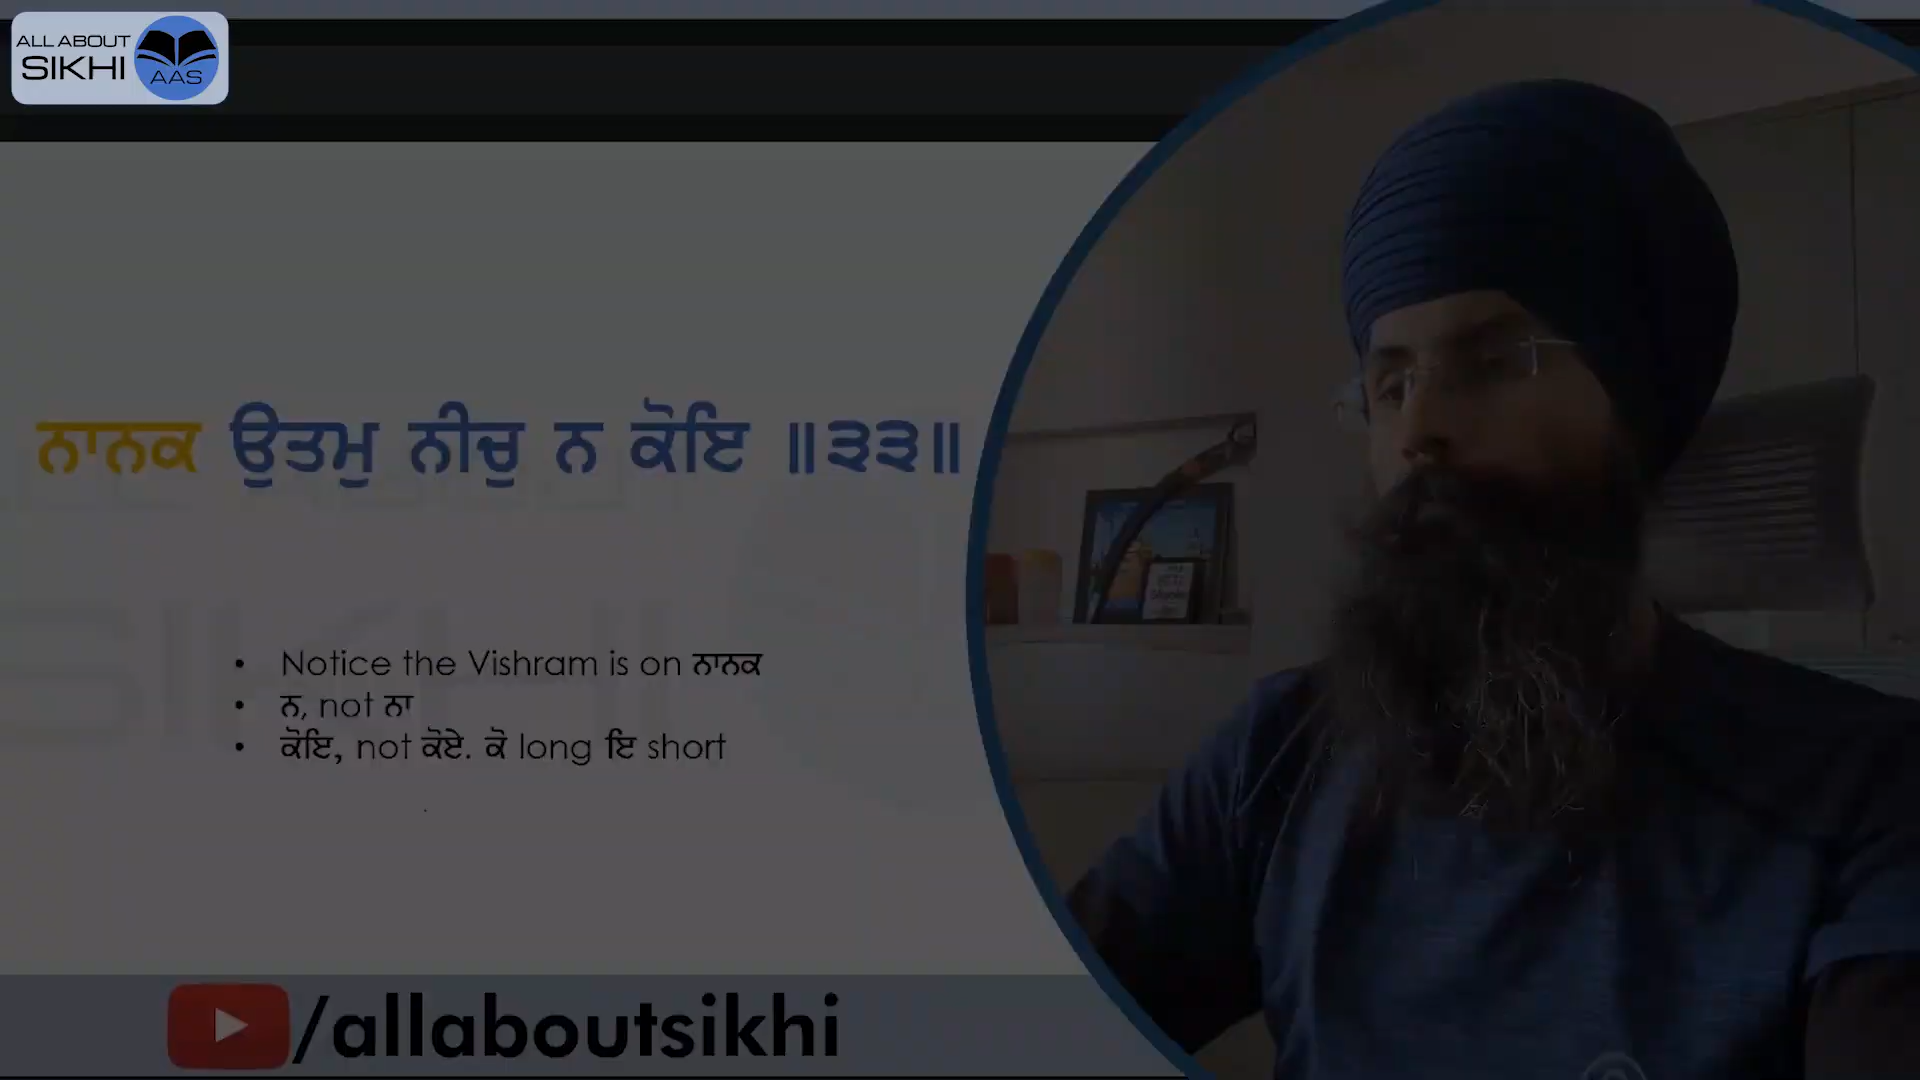 ALL ABOUT
SIKHI
AAS
ਨਾਨਕ ਉਤਮੁ ਨੀਚੁ ਨ ਕੋਇ ॥੩੩॥
• Notice the Vishram is on ਨਾਨਕ
• ਨ, not ਨਾ
• ਕੋਇ, not ਕੋਏ. ਕੋ long ਇ short
/allaboutsikhi